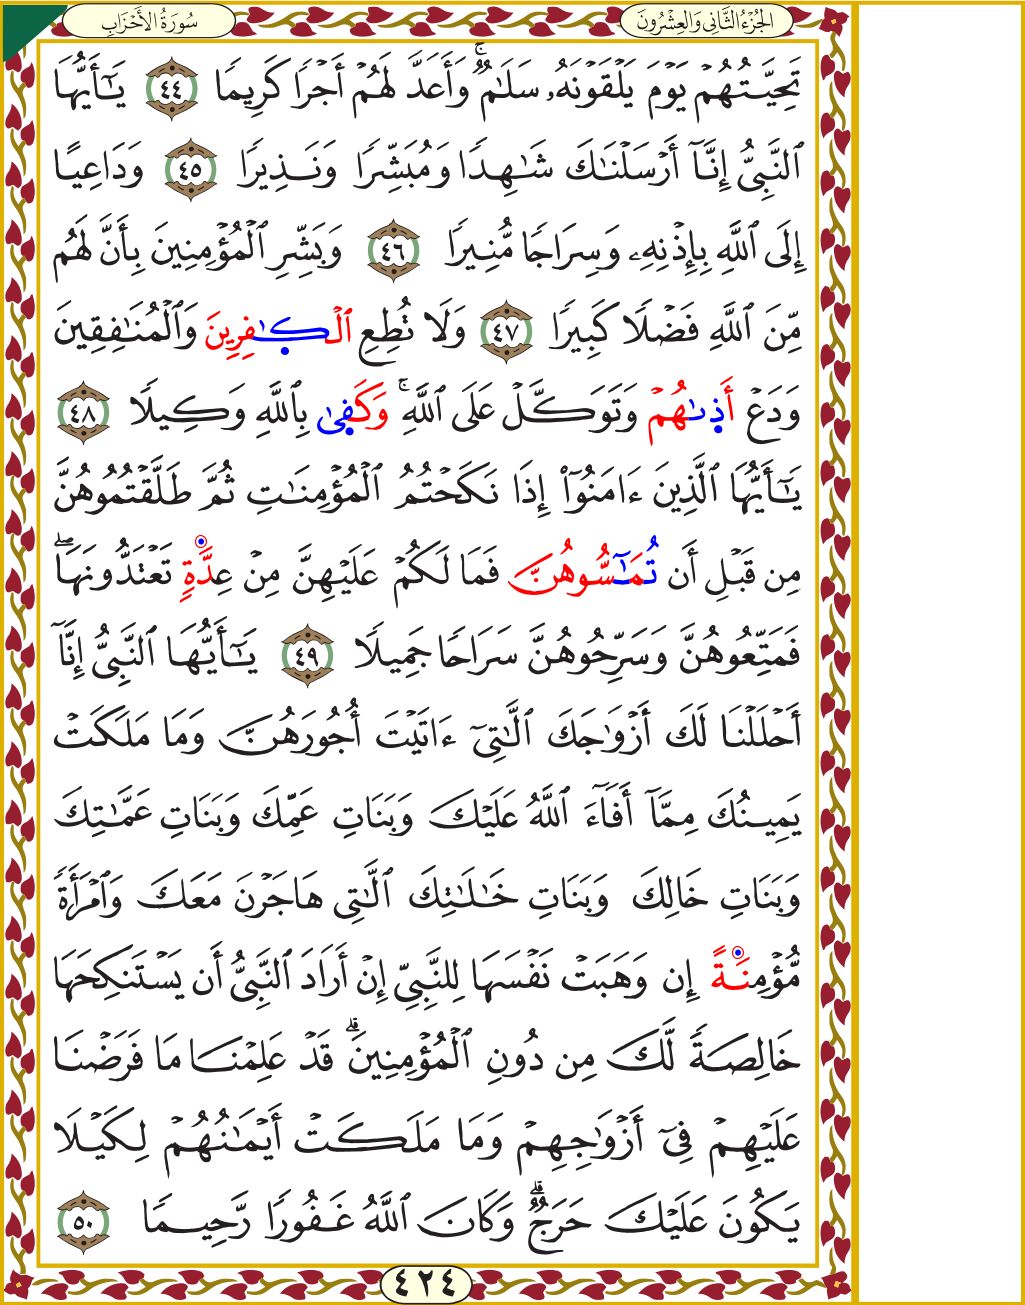 سُورَةُ الأَحْزَابِ
الجُزْءُ الثَّانِي وَالعِشْرُونَ
تَحِيَّتُهُمْ يَوْمَ يَلْقَوْنَهُۥ سَلَٰمٌۚ وَأَعَدَّ لَهُمْ أَجْرًا كَرِيمًا ٤٤ يَٰٓأَيُّهَا
ٱلنَّبِىُّ إِنَّآ أَرْسَلْنَٰكَ شَٰهِدًا وَمُبَشِّرًا وَنَذِيرًا ٤٥ وَدَاعِيًا
إِلَى ٱللَّهِ بِإِذْنِهِۦ وَسِرَاجًا مُّنِيرًا ٤٦ وَبَشِّرِ ٱلْمُؤْمِنِينَ بِأَنَّ لَهُم
مِّنَ ٱللَّهِ فَضْلًا كَبِيرًا ٤٧ وَلَا تُطِعِ ٱلْكَٰفِرِينَ وَٱلْمُنَٰفِقِينَ
وَدَعْ أَذَىٰهُمْ وَتَوَكَّلْ عَلَى ٱللَّهِۚ وَكَفَىٰ بِٱللَّهِ وَكِيلًا ٤٨
يَٰٓأَيُّهَا ٱلَّذِينَ ءَامَنُوٓا۟ إِذَا نَكَحْتُمُ ٱلْمُؤْمِنَٰتِ ثُمَّ طَلَّقْتُمُوهُنَّ
مِن قَبْلِ أَن تُمَٰٓسُّوهُنَّ فَمَا لَكُمْ عَلَيْهِنَّ مِنْ عِدَّةٍ تَعْتَدُّونَهَاۖ
فَمَتِّعُوهُنَّ وَسَرِّحُوهُنَّ سَرَاحًا جَمِيلًا ٤٩ يَٰٓأَيُّهَا ٱلنَّبِىُّ إِنَّآ
أَحْلَلْنَا لَكَ أَزْوَٰجَكَ ٱلَّٰتِىٓ ءَاتَيْتَ أُجُورَهُنَّ وَمَا مَلَكَتْ
يَمِينُكَ مِمَّآ أَفَآءَ ٱللَّهُ عَلَيْكَ وَبَنَاتِ عَمِّكَ وَبَنَاتِ عَمَّٰتِكَ
وَبَنَاتِ خَالِكَ وَبَنَاتِ خَٰلَٰتِكَ ٱلَّٰتِى هَاجَرْنَ مَعَكَ وَٱمْرَأَةً
مُّؤْمِنَةً إِن وَهَبَتْ نَفْسَهَا لِلنَّبِىِّ إِنْ أَرَادَ ٱلنَّبِىُّ أَن يَسْتَنكِحَهَا
خَالِصَةً لَّكَ مِن دُونِ ٱلْمُؤْمِنِينَۗ قَدْ عَلِمْنَا مَا فَرَضْنَا
عَلَيْهِمْ فِىٓ أَزْوَٰجِهِمْ وَمَا مَلَكَتْ أَيْمَٰنُهُمْ لِكَيْلَا
يَكُونَ عَلَيْكَ حَرَجٌۗ وَكَانَ ٱللَّهُ غَفُورًا رَّحِيمًا ٥٠
٤٢٤